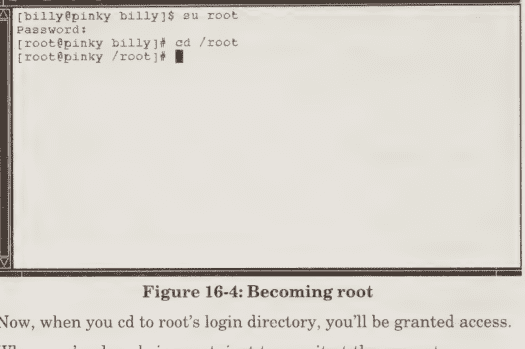 [billy@pinky billy]$ su root
Password:
[root@pinky billy]# cd /root
[root@pinky /root]#
Figure 16-4: Becoming root
Now, when you cd to root's login directory, you'll be granted access.